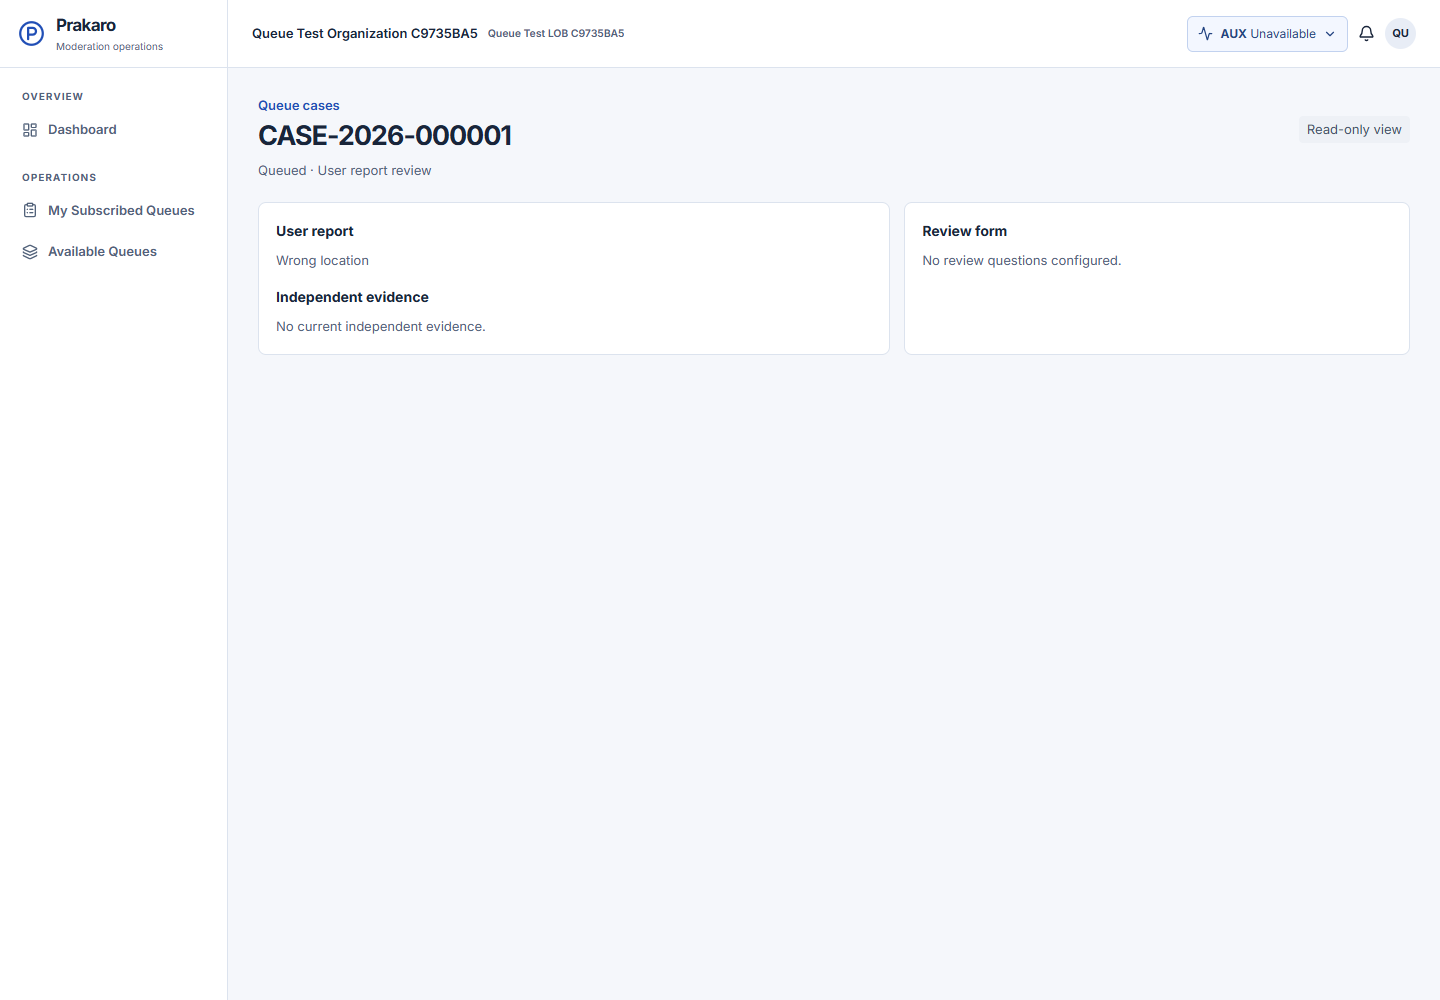 Prakaro
Moderation operations
Queue Test Organization C9735BA5 Queue Test LOB C9735BA5
AUX Unavailable
QU
OVERVIEW
Dashboard
OPERATIONS
My Subscribed Queues
Available Queues
Queue cases
CASE-2026-000001
Read-only view
Queued · User report review
User report
Wrong location
Independent evidence
No current independent evidence.
Review form
No review questions configured.